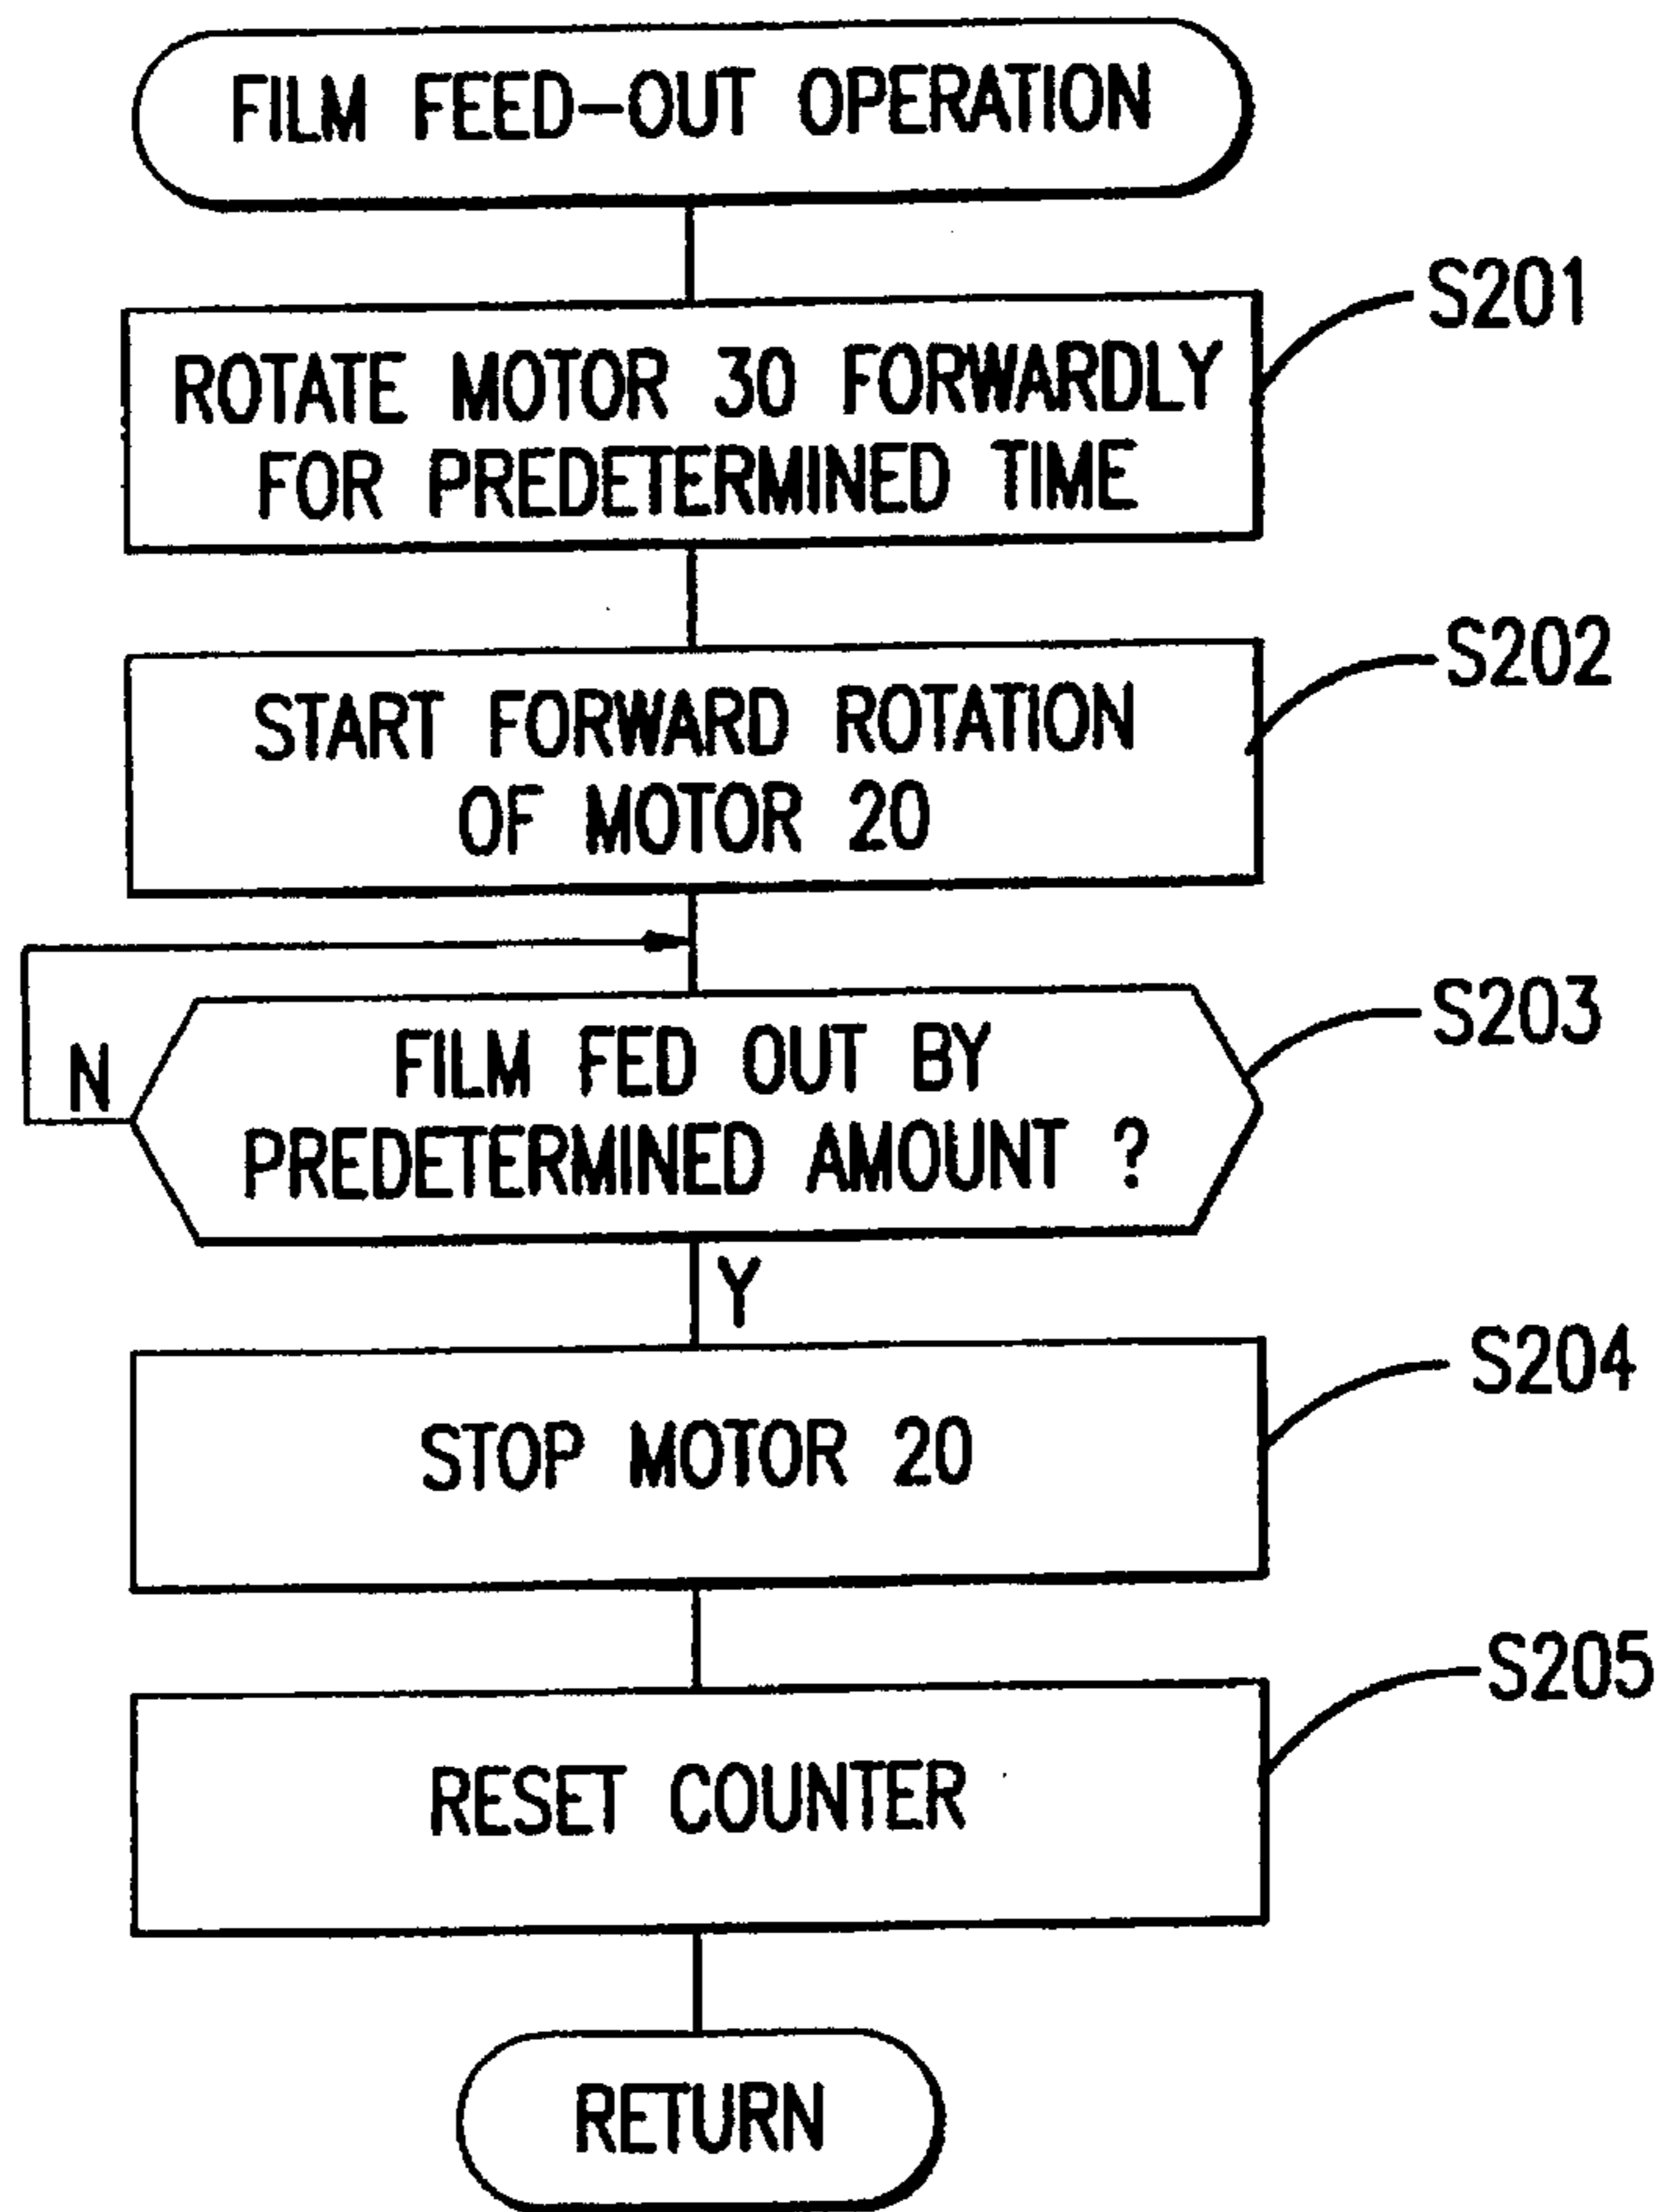 FILM FEED-OUT OPERATION
S201
ROTATE MOTOR 30 FORWARDLY
FOR PREDETERMINED TIME
S202
START FORWARD ROTATION
OF MOTOR 20
S203
N
FILM FED OUT BY
PREDETERMINED AMOUNT ?
Y
S204
STOP MOTOR 20
S205
RESET COUNTER
RETURN